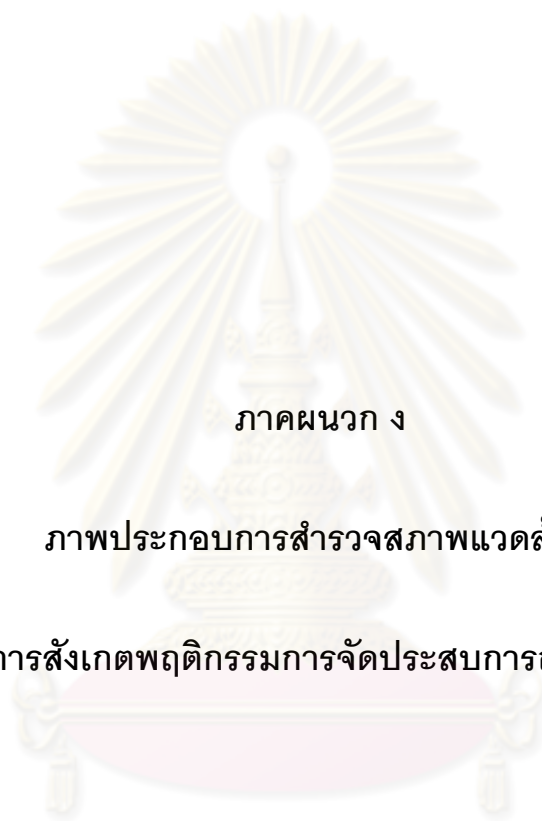 ภาคผนวก ง
ภาพประกอบการสำรวจสภาพแวด
การสังเกตพฤติกรรมการจัดประสบการ